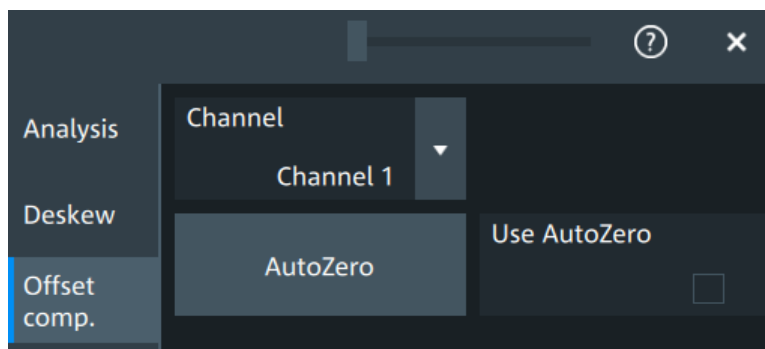 ?
Analysis
Channel
Channel 1
Deskew
AutoZero
Use AutoZero
Offset
comp.